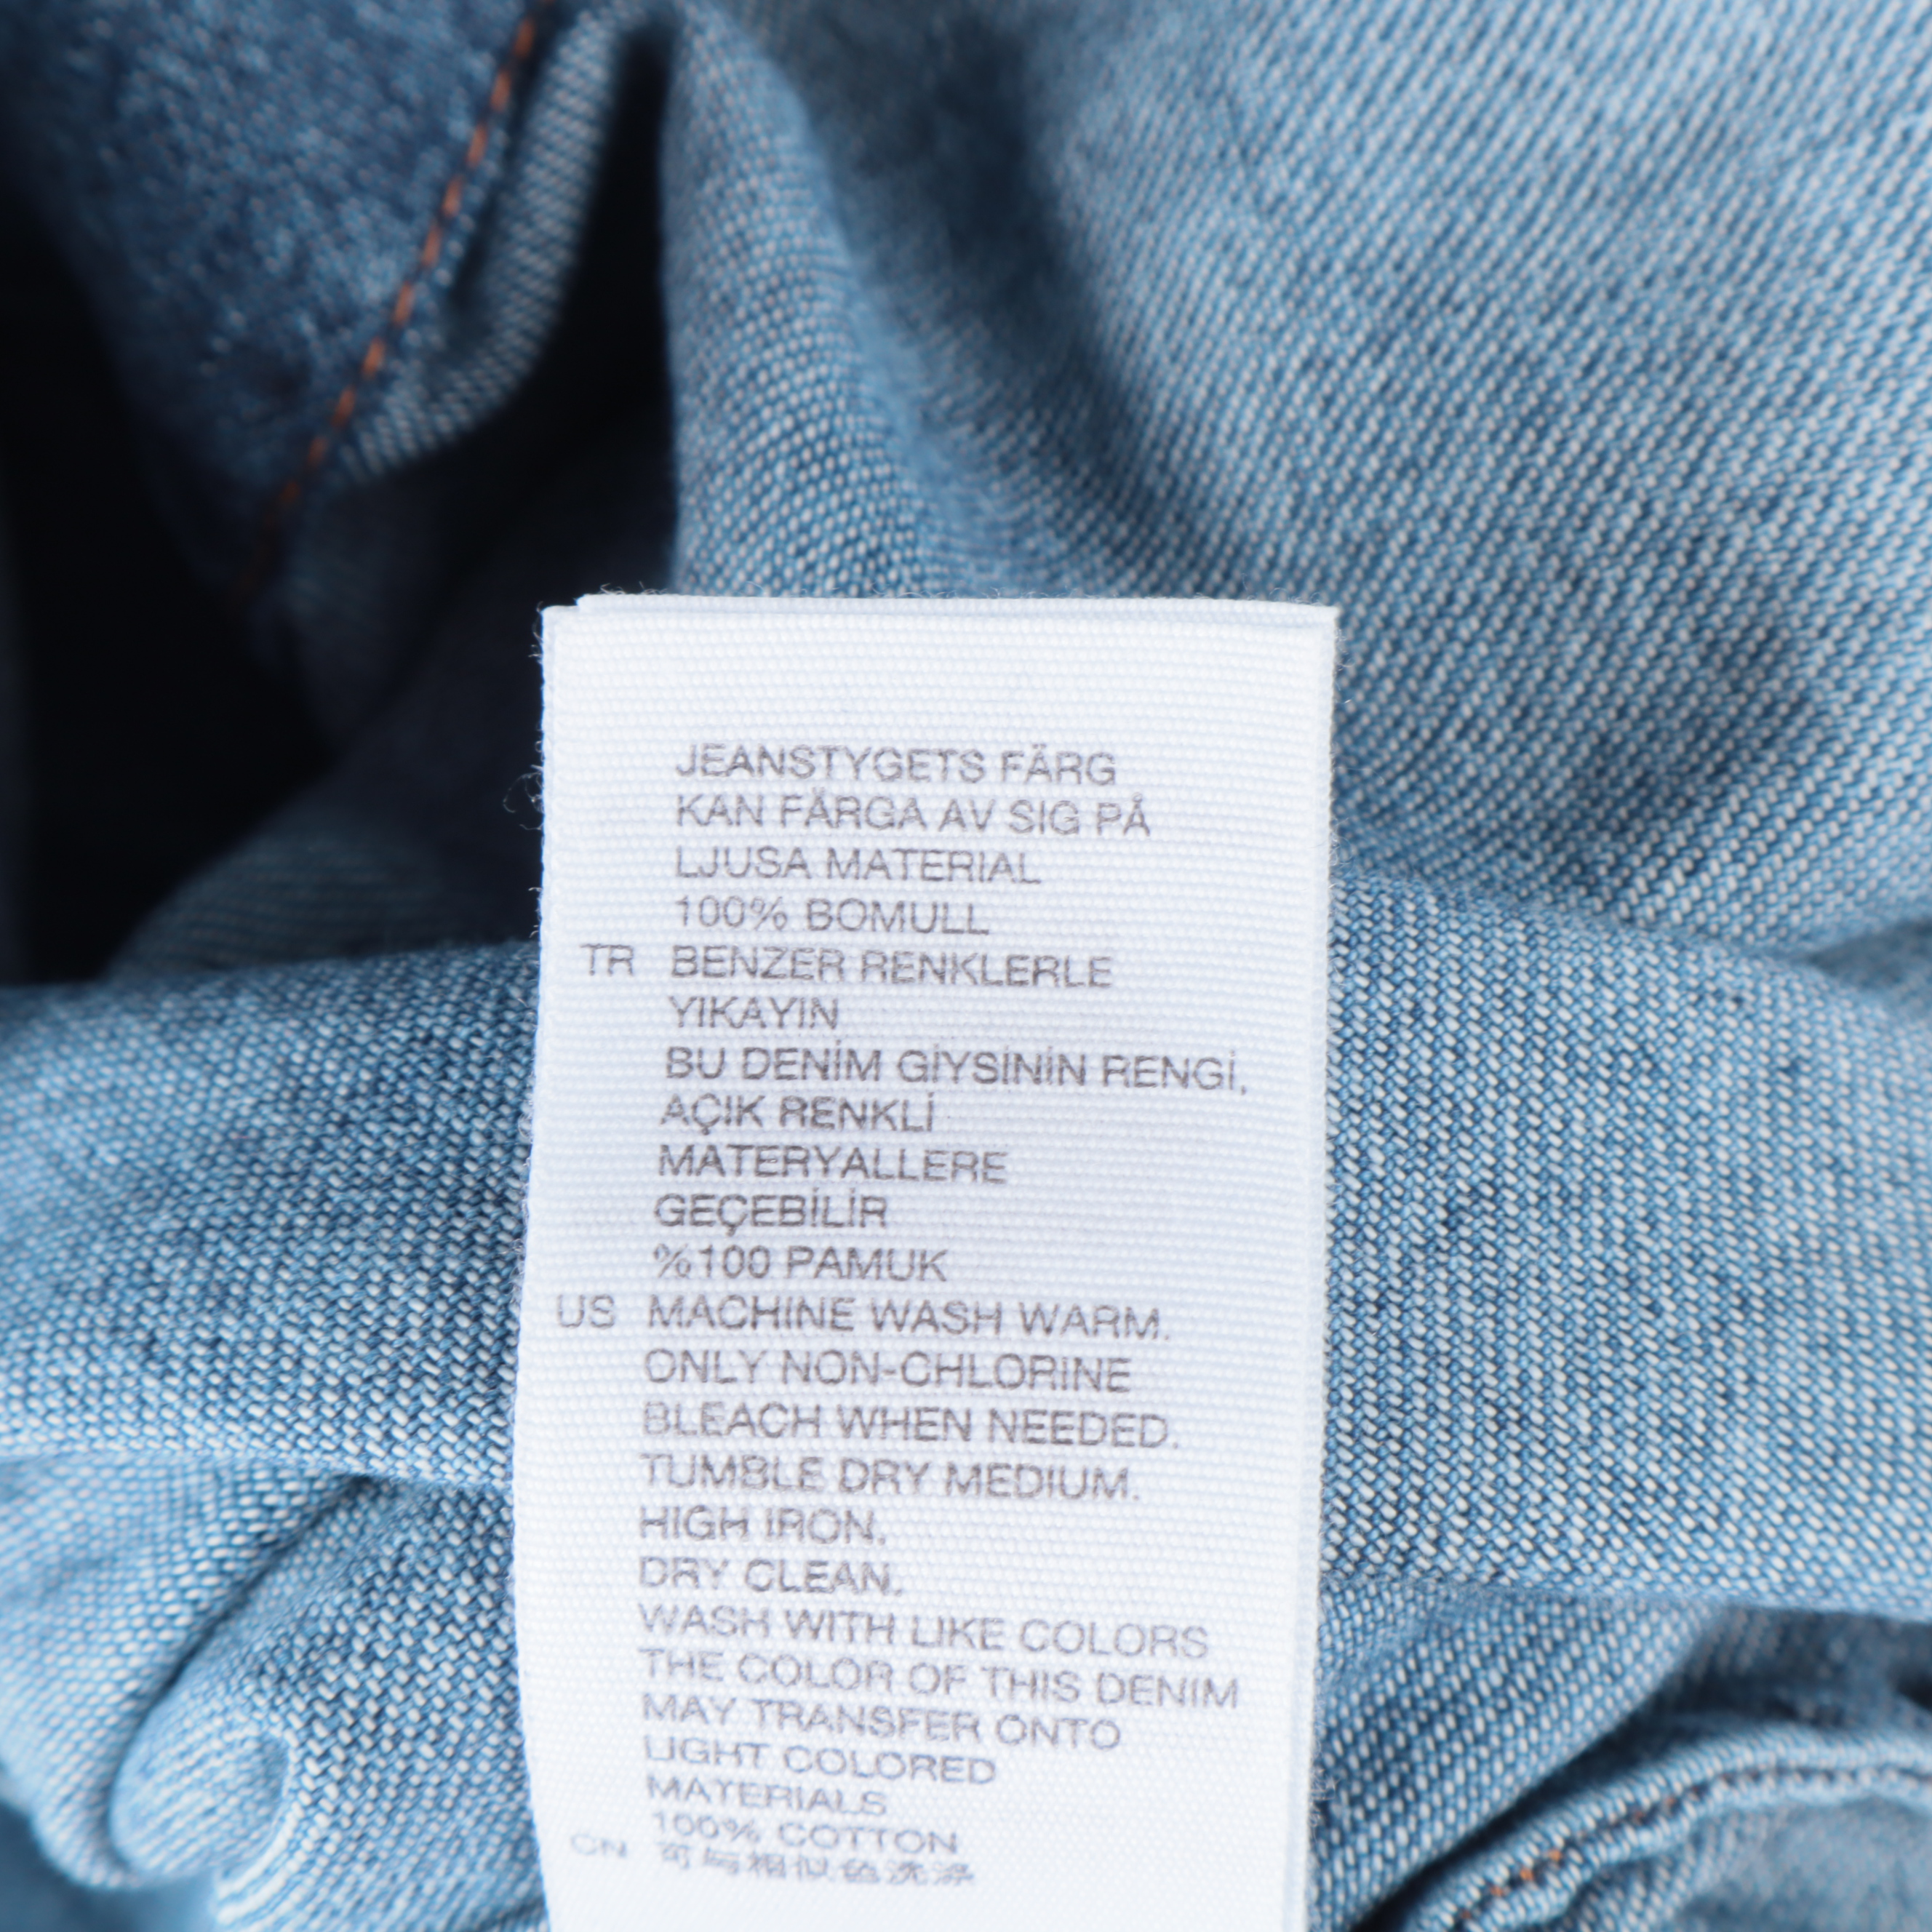 JEANSTYGETS FÄRG
KAN FÄRGA AV SIG PÅ
LJUSA MATERIAL
100% BOMULL
TR BENZER RENKLERLE
YIKAYIN
BU DENİM GİYSİNİN RENGİ,
AÇIK RENKLİ
MATERYALLERE
GEÇEBİLİR
%100 PAMUK
US MACHINE WASH WARM.
ONLY NON-CHLORINE
BLEACH WHEN NEEDED.
TUMBLE DRY MEDIUM.
HIGH IRON.
DRY CLEAN.
WASH WITH LIKE COLORS
THE COLOR OF THIS DENIM
MAY TRANSFER ONTO
LIGHT COLORED
MATERIALS
100% COTTON
CN 可与相似色洗涤